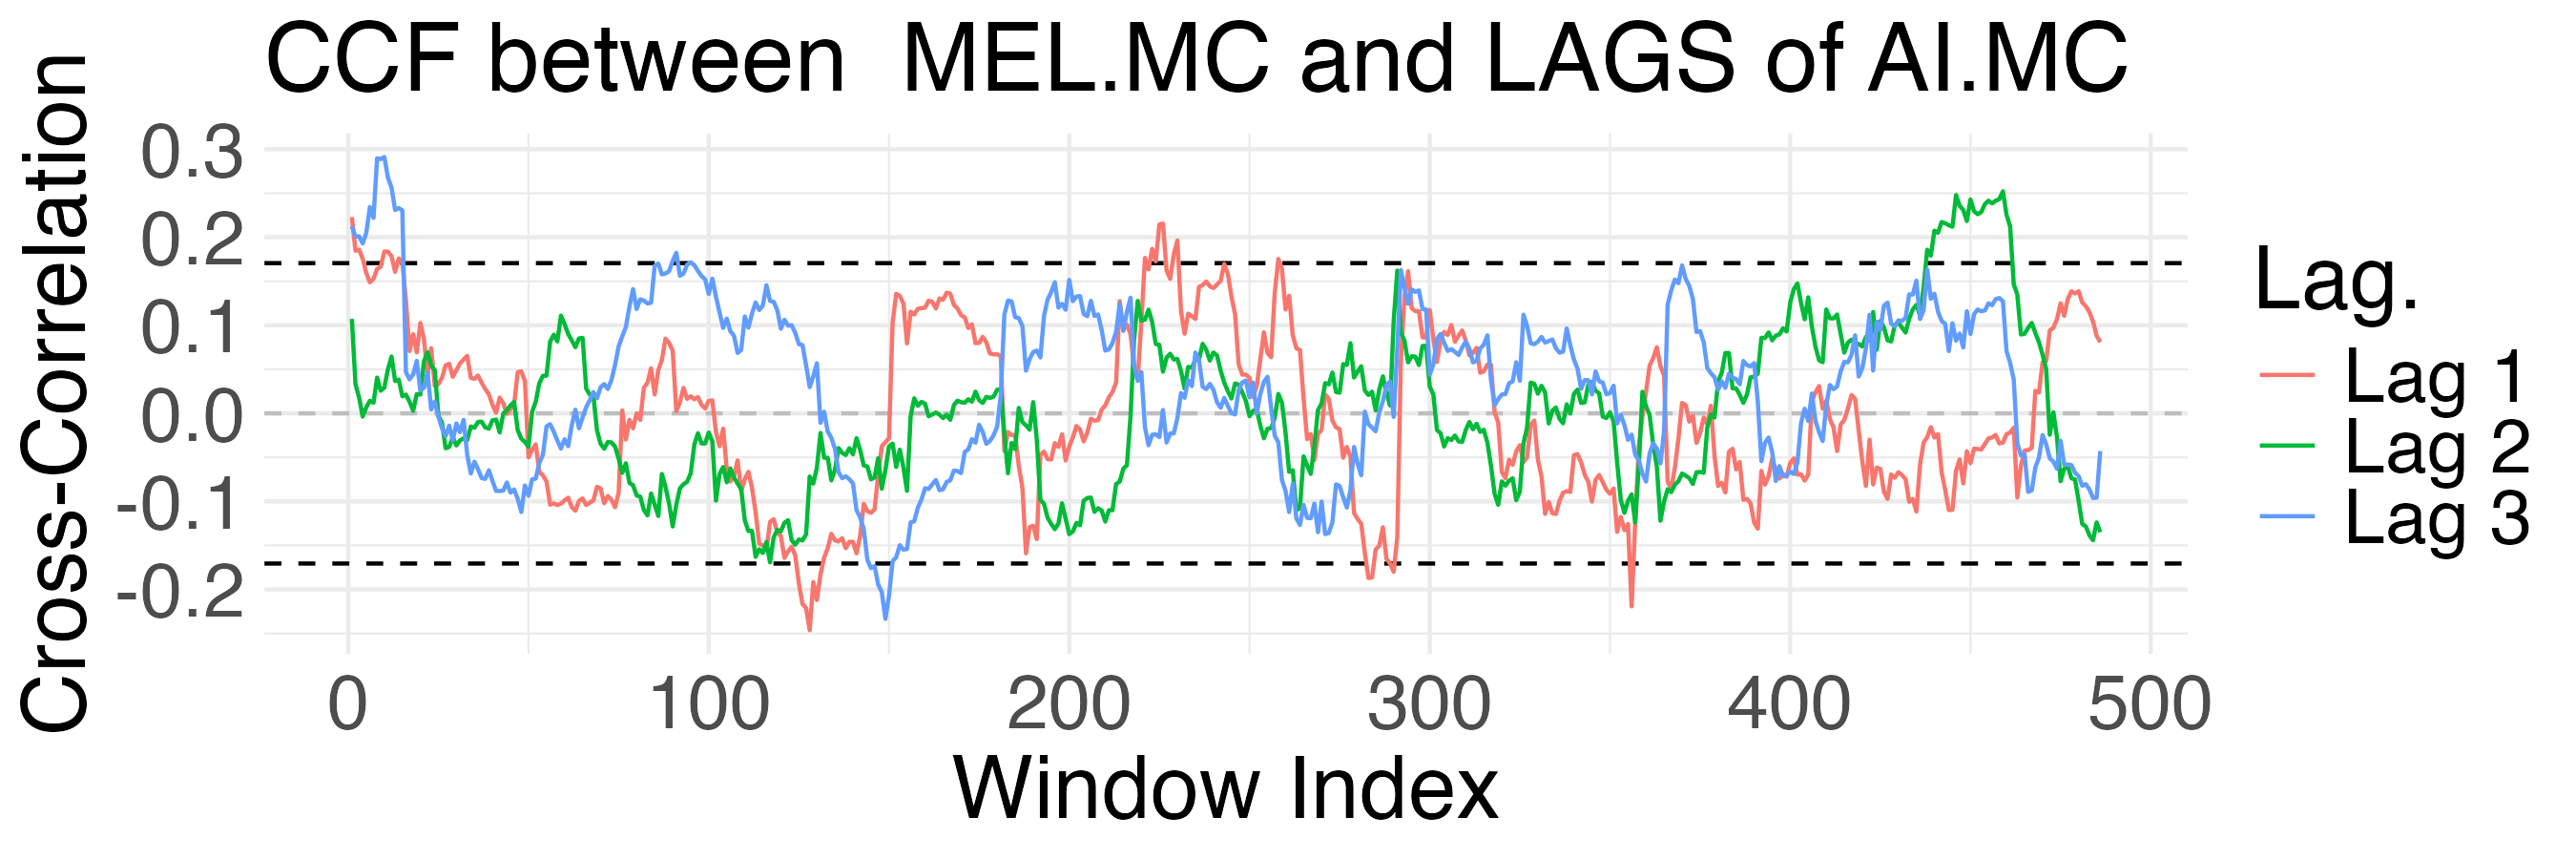 CCF between  MEL.MC and LAGS of AI.MC
Cross-Correlation
0.3
0.2
0.1
0.0
-0.1
-0.2
0 100 200 300 400 500
Window Index
Lag.
Lag 1
Lag 2
Lag 3